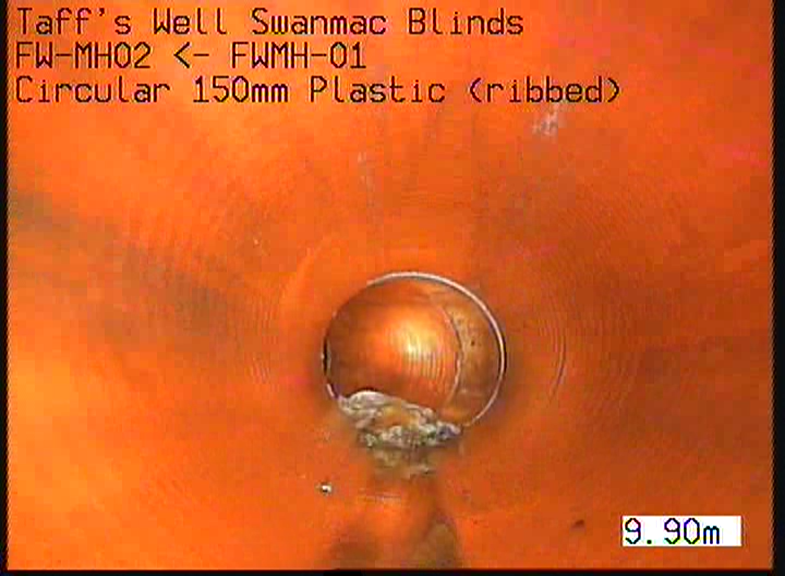 Taff's Well Swanmac Blinds
FW-MH02 <- FWMH-01
Circular 150mm Plastic (ribbed)
9.90m